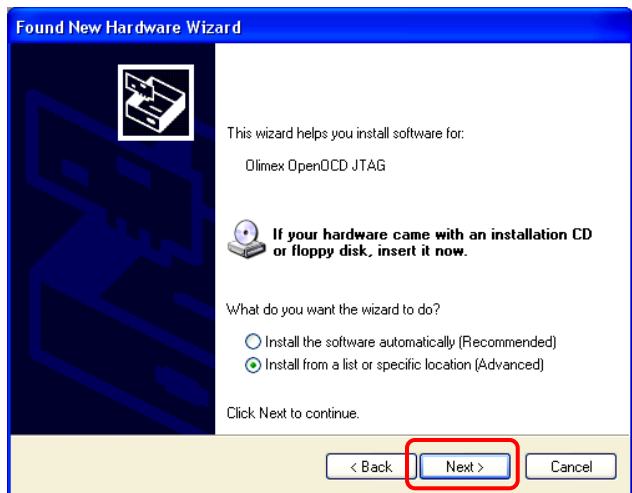 Found New Hardware Wizard
This wizard helps you install software for:
Olimex OpenOCD JTAG
If your hardware came with an installation CD
or floppy disk, insert it now.
What do you want the wizard to do?
Install the software automatically (Recommended)
Install from a list or specific location (Advanced)
Click Next to continue.
< Back Next > Cancel